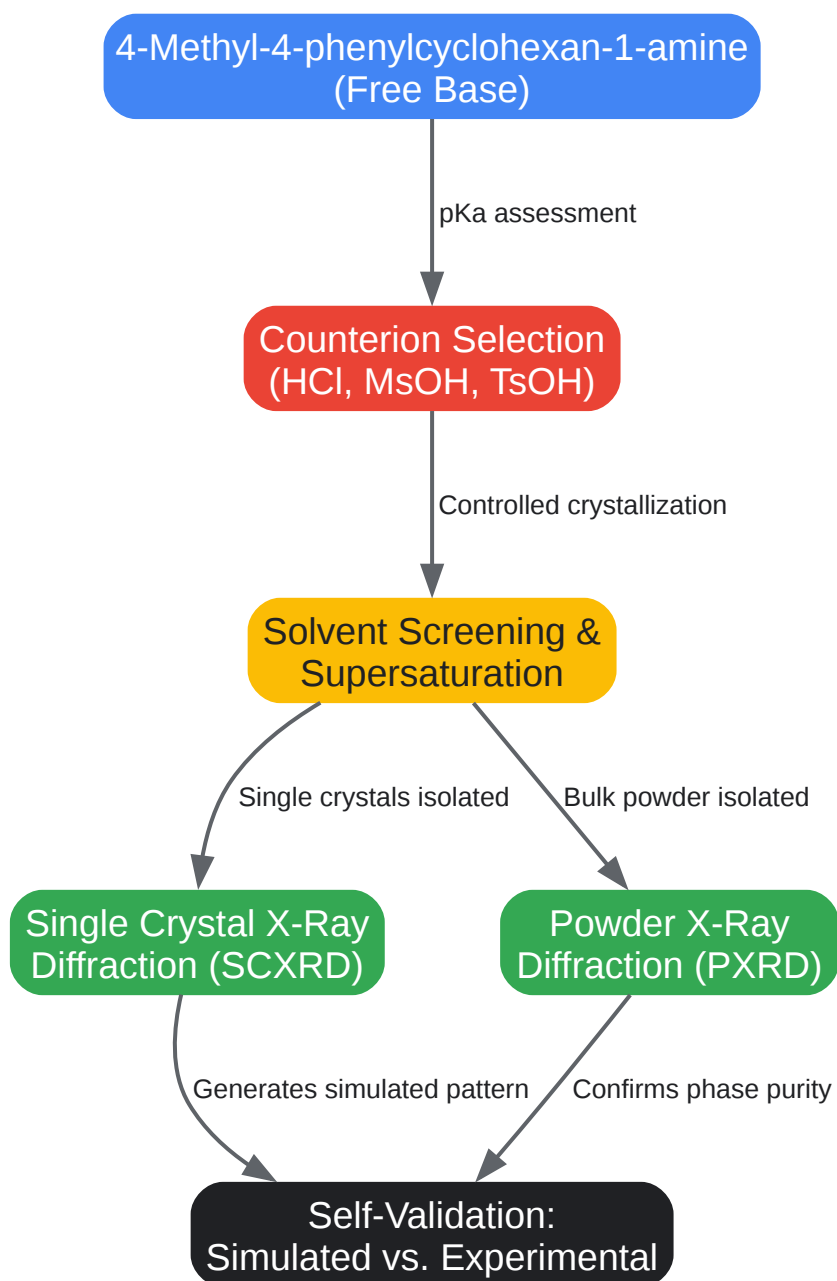 4-Methyl-4-phenylcyclohexan-1-amine
(Free Base)
pKa assessment
Counterion Selection
(HCl, MsOH, TsOH)
Controlled crystallization
Solvent Screening &
Supersaturation
Single crystals isolated
Bulk powder isolated
Single Crystal X-Ray
Diffraction (SCXRD)
Powder X-Ray
Diffraction (PXRD)
Generates simulated pattern
Confirms phase purity
Self-Validation:
Simulated vs. Experimental